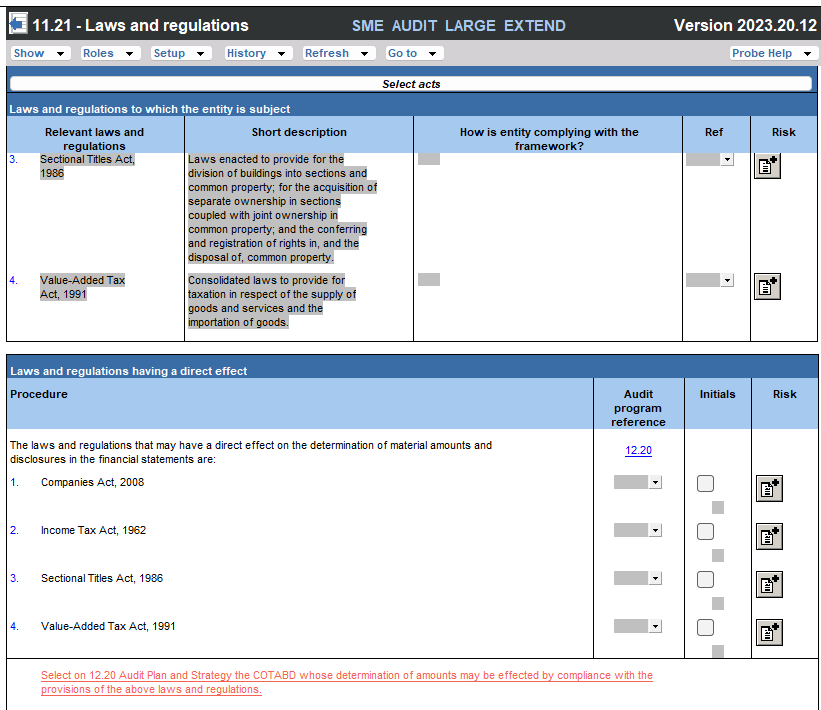 11.21 - Laws and regulations SME AUDIT LARGE EXTEND Version 2023.20.12
Show Roles Setup History Refresh Go to Probe Help
Select acts
Laws and regulations to which the entity is subject
Relevant laws and regulations Short description How is entity complying with the framework? Ref Risk
3. Sectional Titles Act, Laws enacted to provide for the
1986 division of buildings into sections and
common property; for the acquisition of
separate ownership in sections
coupled with joint ownership in
common property; and the conferring
and registration of rights in, and the
disposal of, common property.
4. Value-Added Tax Consolidated laws to provide for
Act, 1991 taxation in respect of the supply of
goods and services and the
importation of goods.
Laws and regulations having a direct effect
Procedure Audit program reference Initials Risk
The laws and regulations that may have a direct effect on the determination of material amounts and
disclosures in the financial statements are:
12.20
1. Companies Act, 2008
2. Income Tax Act, 1962
3. Sectional Titles Act, 1986
4. Value-Added Tax Act, 1991
Select on 12.20 Audit Plan and Strategy the COTABD whose determination of amounts may be effected by compliance with the
provisions of the above laws and regulations.